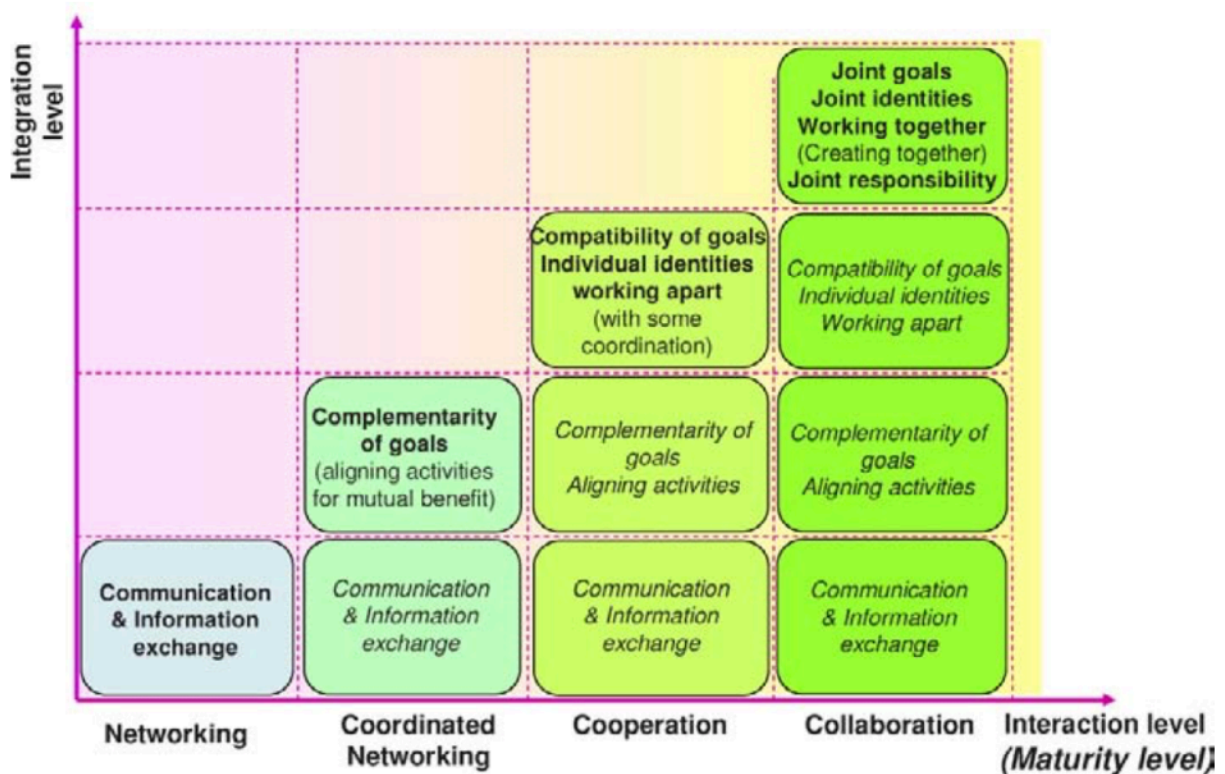 Integration
level
Joint goals
Joint identities
Working together
(Creating together)
Joint responsibility
Compatibility of goals
Individual identities
working apart
(with some
coordination)
Compatibility of goals
Individual identities
Working apart
Complementarity
of goals
(aligning activities
for mutual benefit)
Complementarity of
goals
Aligning activities
Complementarity of
goals
Aligning activities
Communication
& Information
exchange
Communication
& Information
exchange
Communication
& Information
exchange
Communication
& Information
exchange
Networking
Coordinated
Networking
Cooperation
Collaboration
Interaction level
(Maturity level)